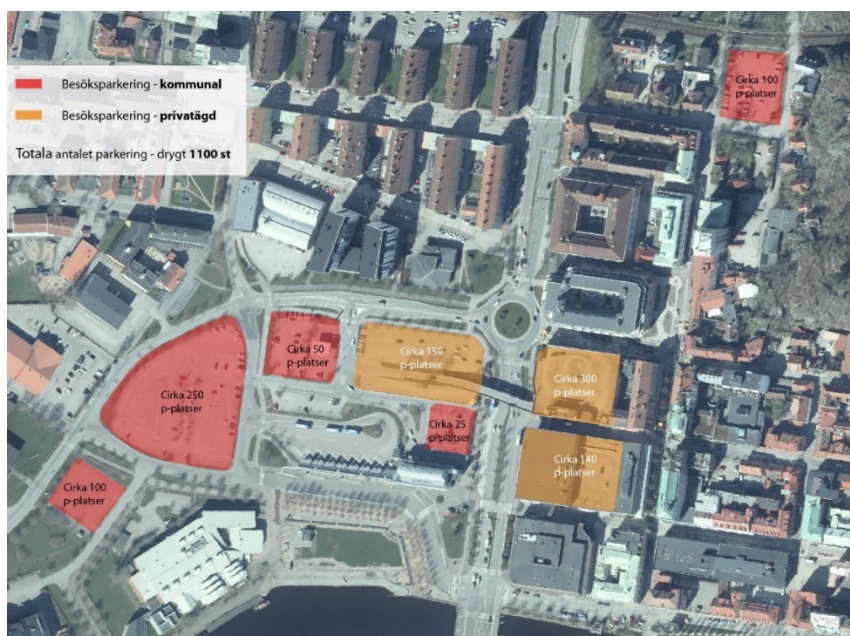 Besöksparkering - kommunal
Besöksparkering - privatägd
Totala antalet parkering - drygt 1100 st
Cirka 100
p-platser
Cirka 50
p-platser
Cirka 150
p-platser
Cirka 300
p-platser
Cirka 250
p-platser
Cirka 25
p-platser
Cirka 140
p-platser
Cirka 100
p-platser